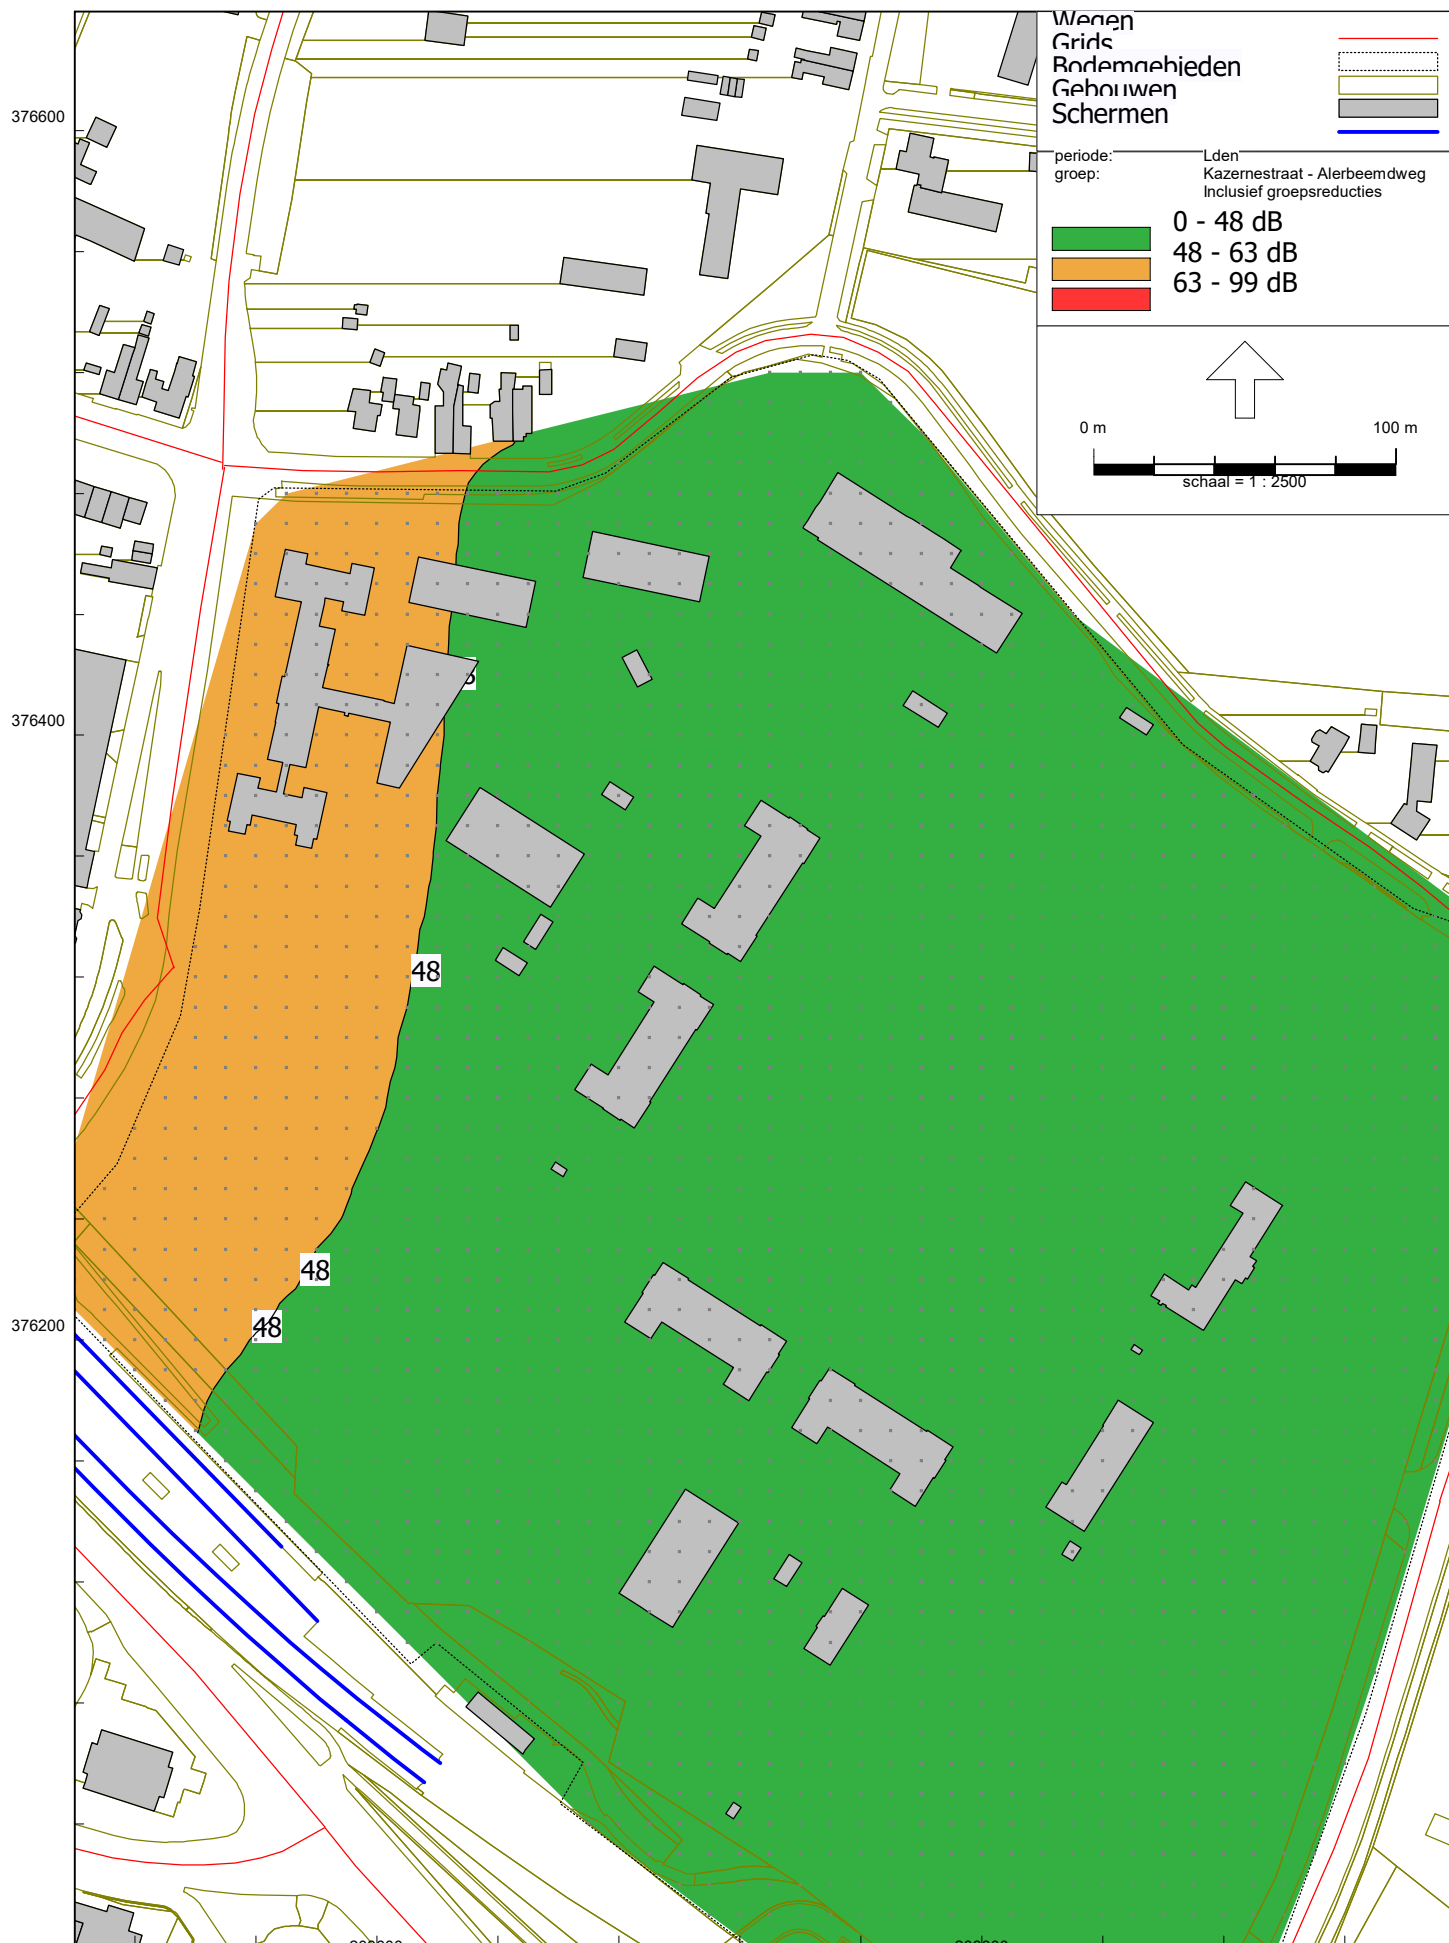 Wegen
Grids
Bodemgebieden
Gebouwen
Schermen
periode: Lden
groep: Kazernestraat - Alerbeemdweg
Inclusief groepsreducties
0 - 48 dB
48 - 63 dB
63 - 99 dB
0 m 100 m
schaal = 1 : 2500
376600
376400
48
48
48
376200